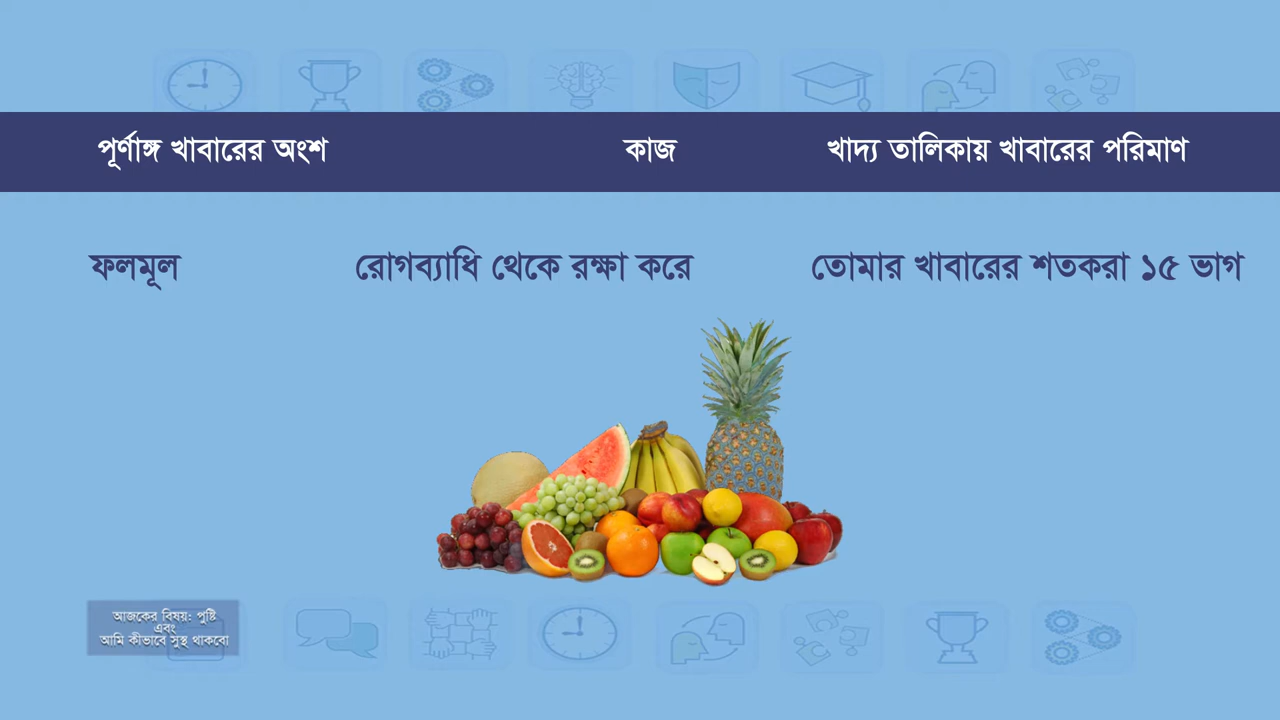 পূর্ণাঙ্গ খাবারের অংশ কাজ খাদ্য তালিকায় খাবারের পরিমাণ
ফলমূল রোগব্যাধি থেকে রক্ষা করে তোমার খাবারের শতকরা ১৫ ভাগ
আজকের বিষয়: পুষ্টি
এবং
আমি কীভাবে সুস্থ থাকবো